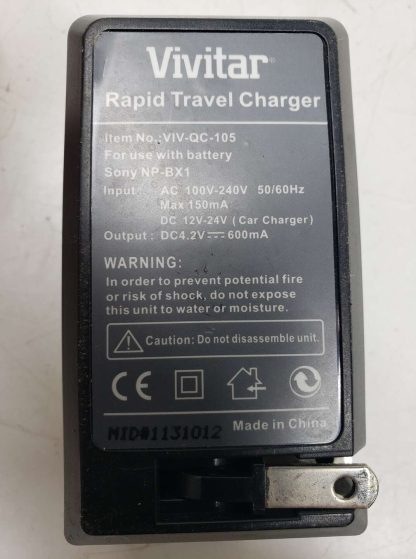 Vivitar®
Rapid Travel Charger
Item No.:VIV-QC-105
For use with battery
Sony NP-BX1
Input: AC 100V-240V 50/60Hz
Max 150mA
DC 12V-24V (Car Charger)
Output: DC4.2V⎓600mA
WARNING:
In order to prevent potential fire
or risk of shock, do not expose
this unit to water or moisture.
Caution: Do not disassemble unit.
CE
MID#1131012
Made in China